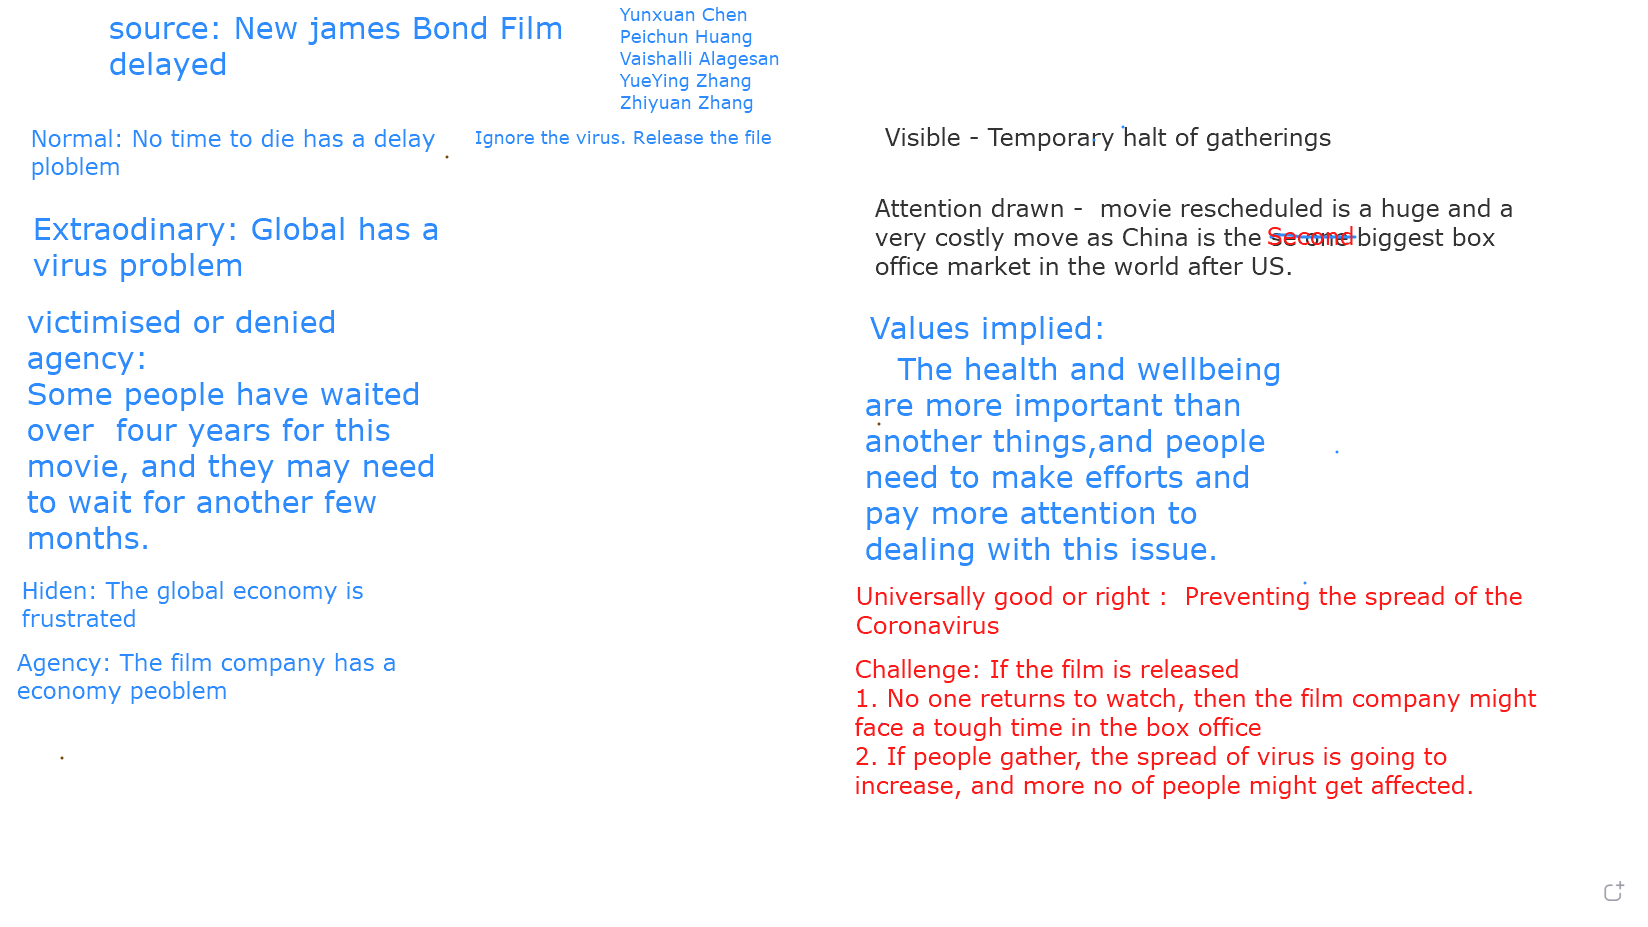 source: New james Bond Film
delayed
Yunxuan Chen
Peichun Huang
Vaishalli Alagesan
YueYing Zhang
Zhiyuan Zhang
Normal: No time to die has a delay
ploblem
Ignore the virus. Release the file
Extraodinary: Global has a
virus problem
victimised or denied
agency:
Some people have waited
over  four years for this
movie, and they may need
to wait for another few
months.
Hiden: The global economy is
frustrated
Agency: The film company has a
economy peoblem
Visible - Temporary halt of gatherings
Attention drawn -  movie rescheduled is a huge and a
very costly move as China is the se one Second biggest box
office market in the world after US.
Values implied:
The health and wellbeing
are more important than
another things,and people
need to make efforts and
pay more attention to
dealing with this issue.
Universally good or right :  Preventing the spread of the
Coronavirus
Challenge: If the film is released
1. No one returns to watch, then the film company might
face a tough time in the box office
2. If people gather, the spread of virus is going to
increase, and more no of people might get affected.